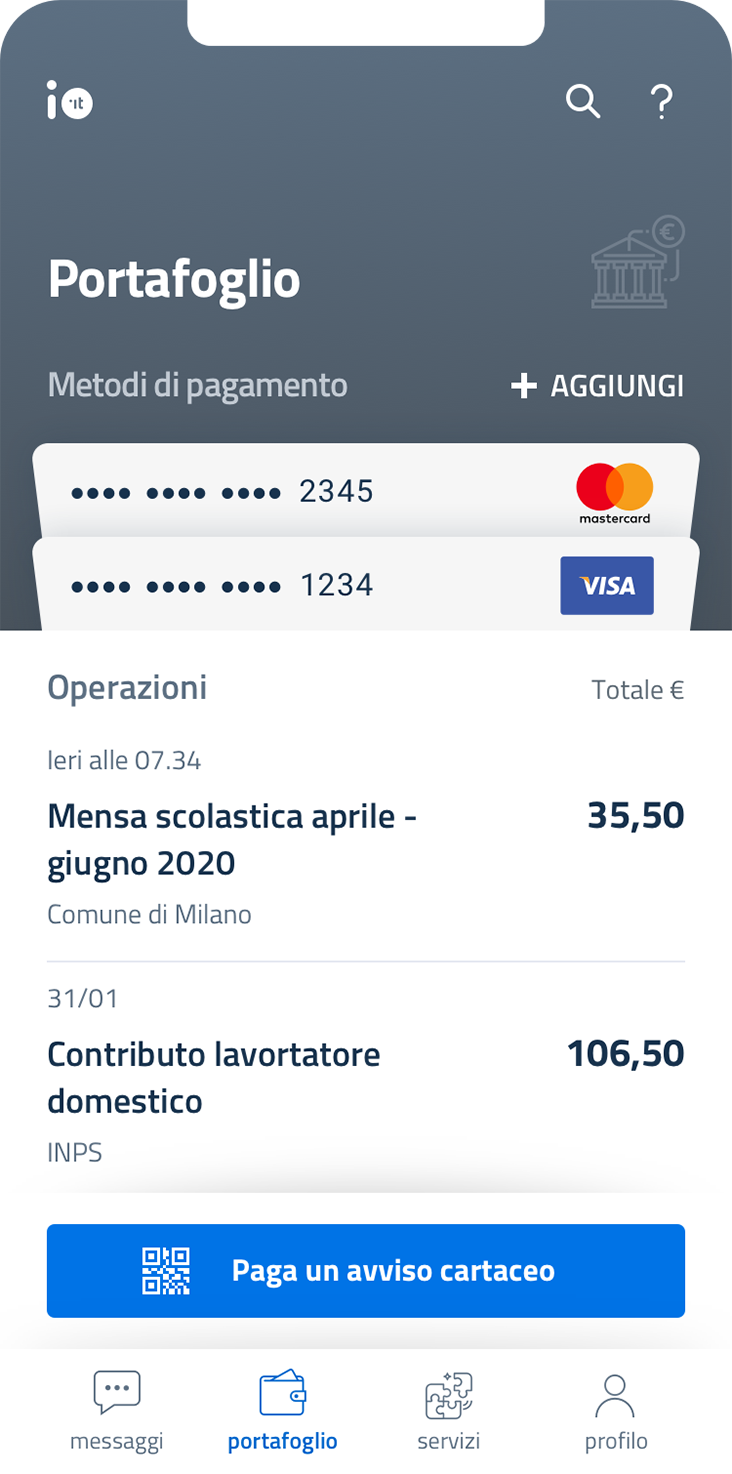 io.it
Portafoglio
Metodi di pagamento
+ AGGIUNGI
•••• •••• •••• 2345
mastercard
•••• •••• •••• 1234
VISA
Operazioni
Totale €
Ieri alle 07.34
Mensa scolastica aprile -
35,50
giugno 2020
Comune di Milano
31/01
Contributo lavortatore
106,50
domestico
INPS
Paga un avviso cartaceo
messaggi
portafoglio
servizi
profilo